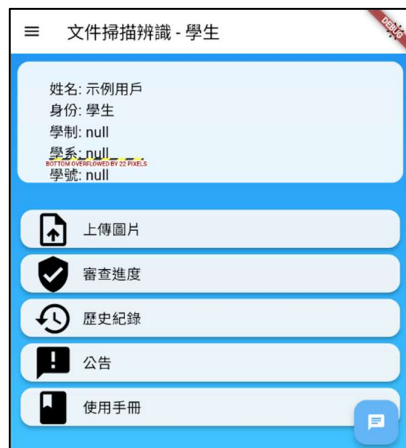 文件掃描辨識 - 學生
DEBUG
姓名: 示例用戶
身份: 學生
學制: null
學系: null
BOTTOM OVERFLOWED BY 22 PIXELS
學號: null
上傳圖片
審查進度
歷史紀錄
公告
使用手冊